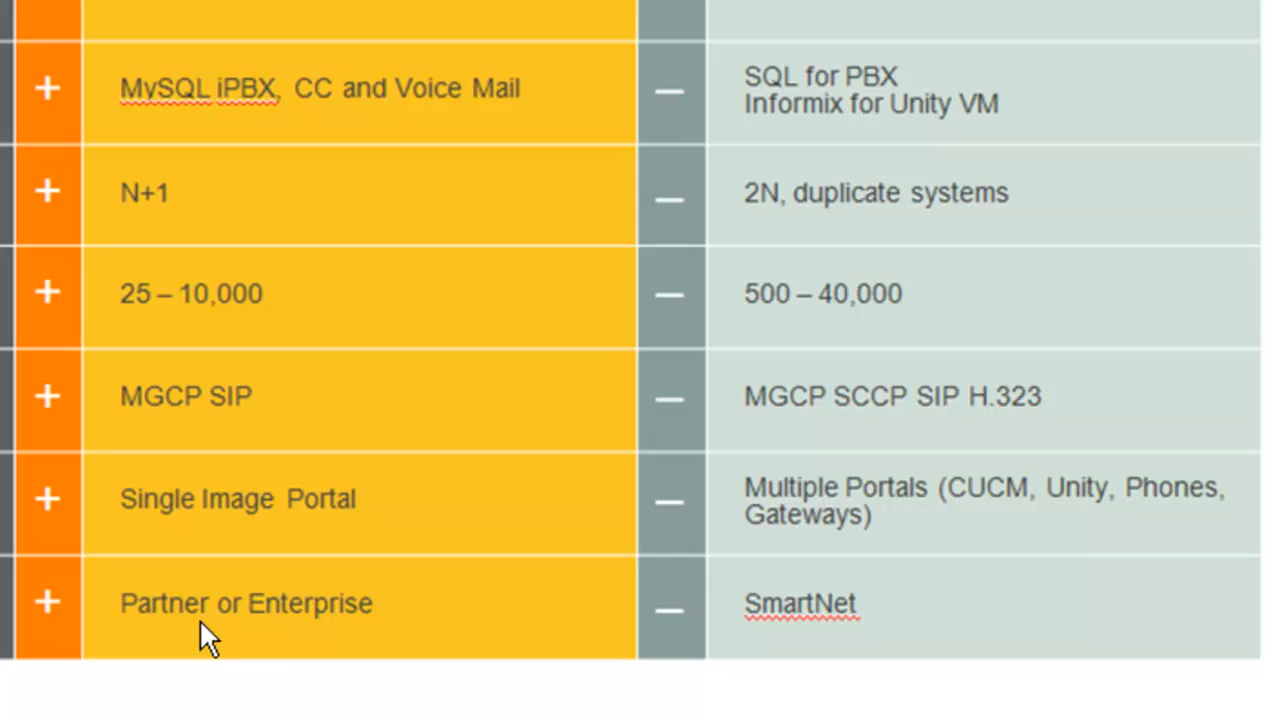 + MySQL iPBX, CC and Voice Mail – SQL for PBX
Informix for Unity VM
+ N+1 – 2N, duplicate systems
+ 25 – 10,000 – 500 – 40,000
+ MGCP SIP – MGCP SCCP SIP H.323
+ Single Image Portal – Multiple Portals (CUCM, Unity, Phones,
Gateways)
+ Partner or Enterprise – SmartNet